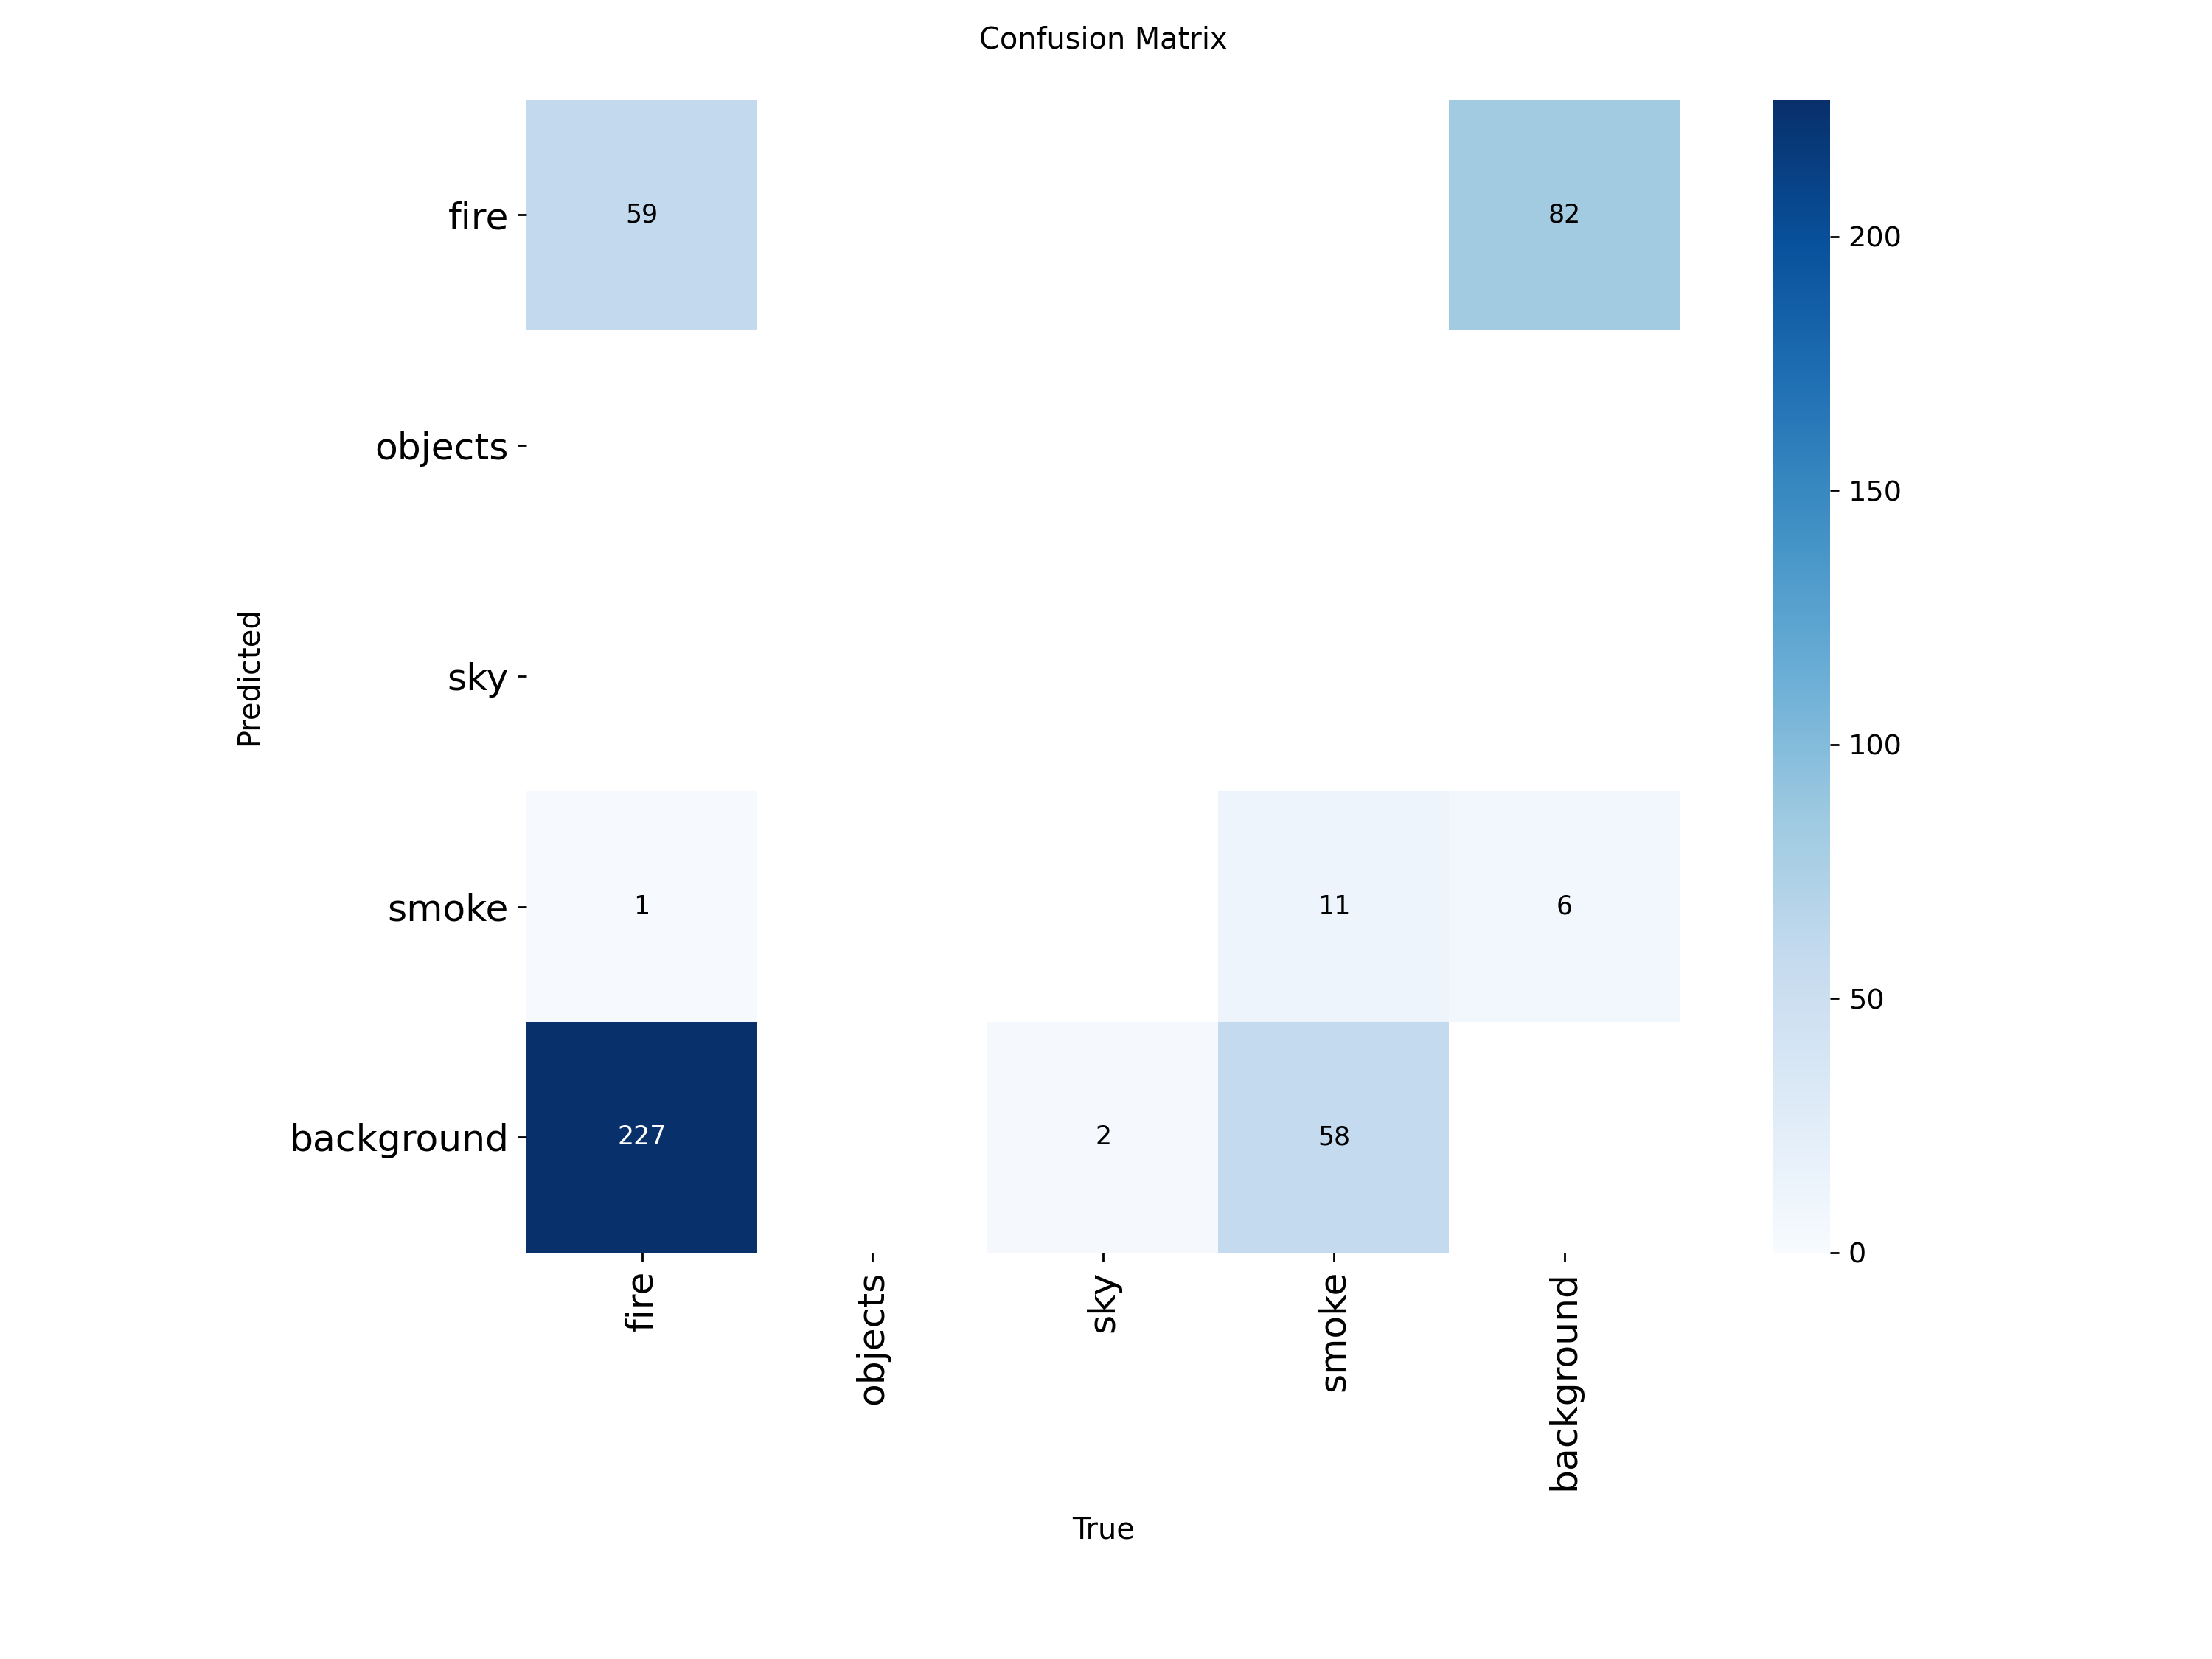 Confusion Matrix
fire
59
82
200
objects
150
Predicted
sky
100
smoke
1
11
6
50
background
227
2
58
0
fire
objects
sky
smoke
background
True